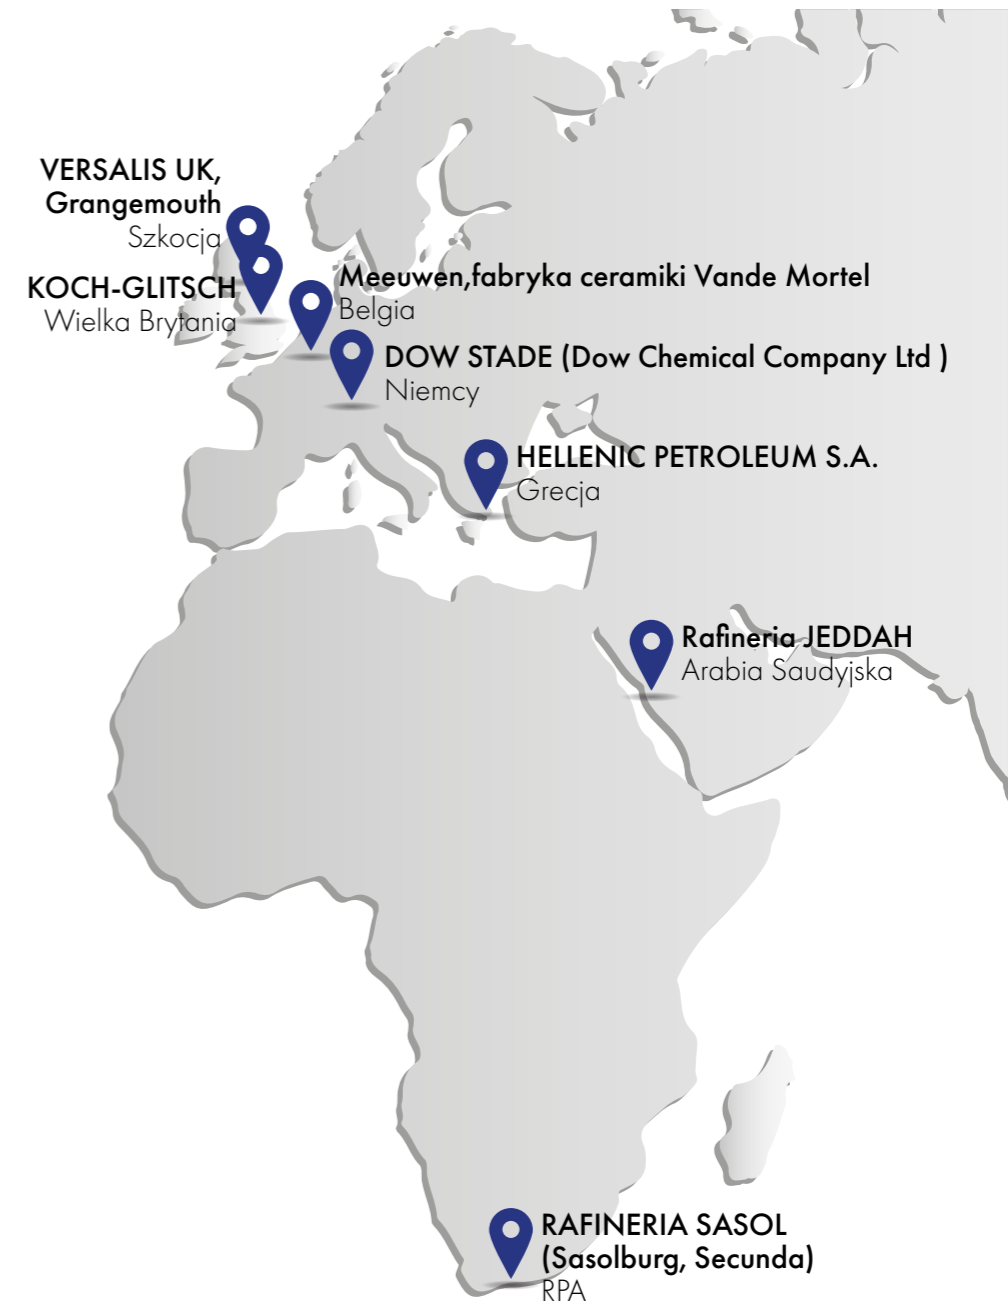 VERSALIS UK,
Grangemouth
Szkocja
KOCH-GLITSCH
Wielka Brytania
Meeuwen,fabryka ceramiki Vande Mortel
Belgia
DOW STADE (Dow Chemical Company Ltd )
Niemcy
HELLENIC PETROLEUM S.A.
Grecja
Rafineria JEDDAH
Arabia Saudyjska
RAFINERIA SASOL
(Sasolburg, Secunda)
RPA